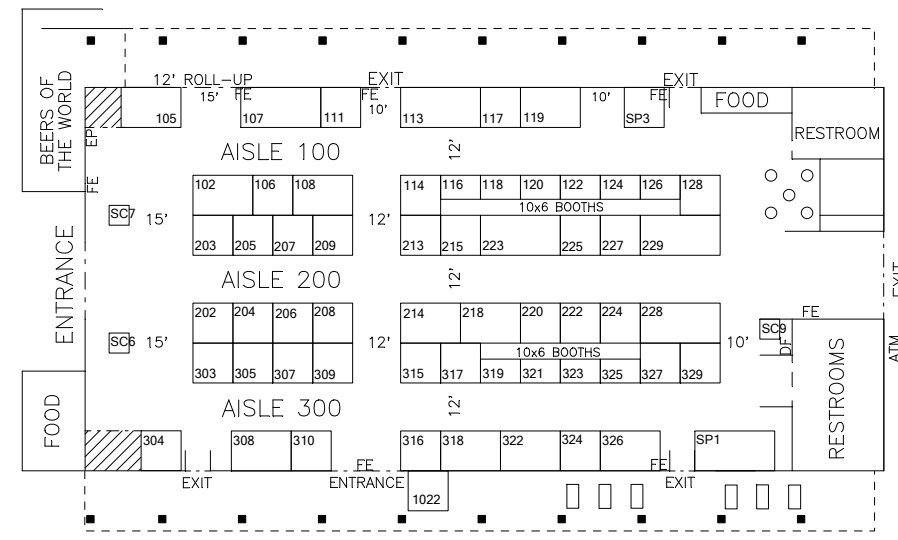 12' ROLL-UP
EXIT
EXIT
15'
FE
FE
10'
10'
FE
FOOD
BEERS OF
THE WORLD
105
107
111
113
117
119
SP3
RESTROOM
EP
FE
AISLE 100
12'
102
106
108
114
116
118
120
122
124
126
128
10x6 BOOTHS
SC7
15'
12'
203
205
207
209
213
215
223
225
227
229
ENTRANCE
AISLE 200
12'
EXIT
202
204
206
208
214
218
220
222
224
228
FE
SC9
SC6
15'
12'
10x6 BOOTHS
10'
DF
ATM
303
305
307
309
315
317
319
321
323
325
327
329
RESTROOMS
FOOD
AISLE 300
12'
304
308
310
316
318
322
324
326
SP1
FE
FE
EXIT
ENTRANCE
EXIT
1022